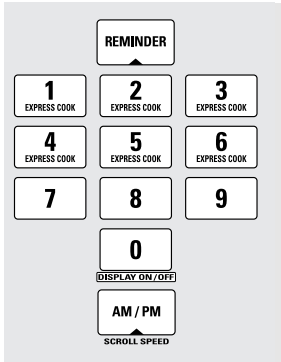 REMINDER
1 2 3
EXPRESS COOK EXPRESS COOK EXPRESS COOK
4 5 6
EXPRESS COOK EXPRESS COOK EXPRESS COOK
7 8 9
0
DISPLAY ON/OFF
AM / PM
SCROLL SPEED